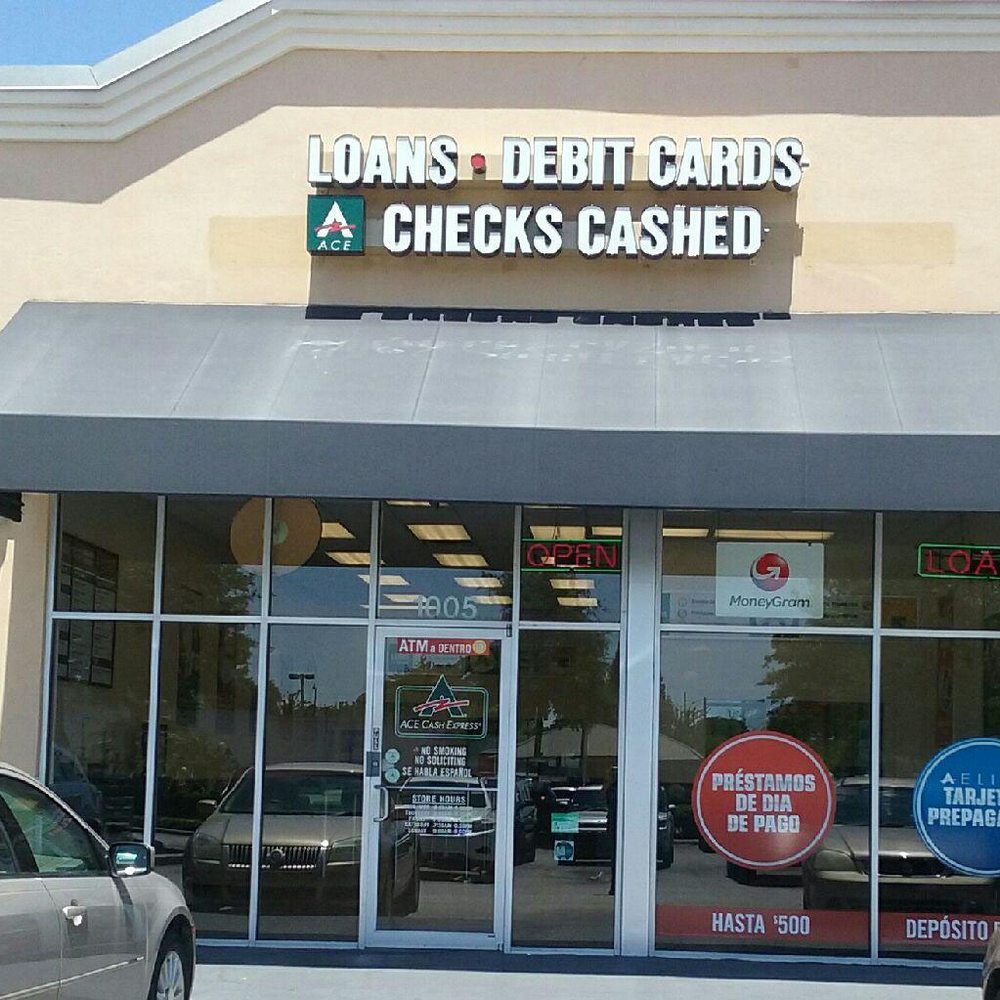 LOANS · DEBIT CARDS
ACE
CHECKS CASHED
OPEN
LOA
MoneyGram
1005
ATM a DENTRO
ACE CASH EXPRESS
NO SMOKING
NO SOLICITING
SE HABLA ESPAÑOL
STORE HOURS
PRÉSTAMOS
DE DIA
DE PAGO
ELI
TARJET
PREPAGA
HASTA $500
DEPÓSITO